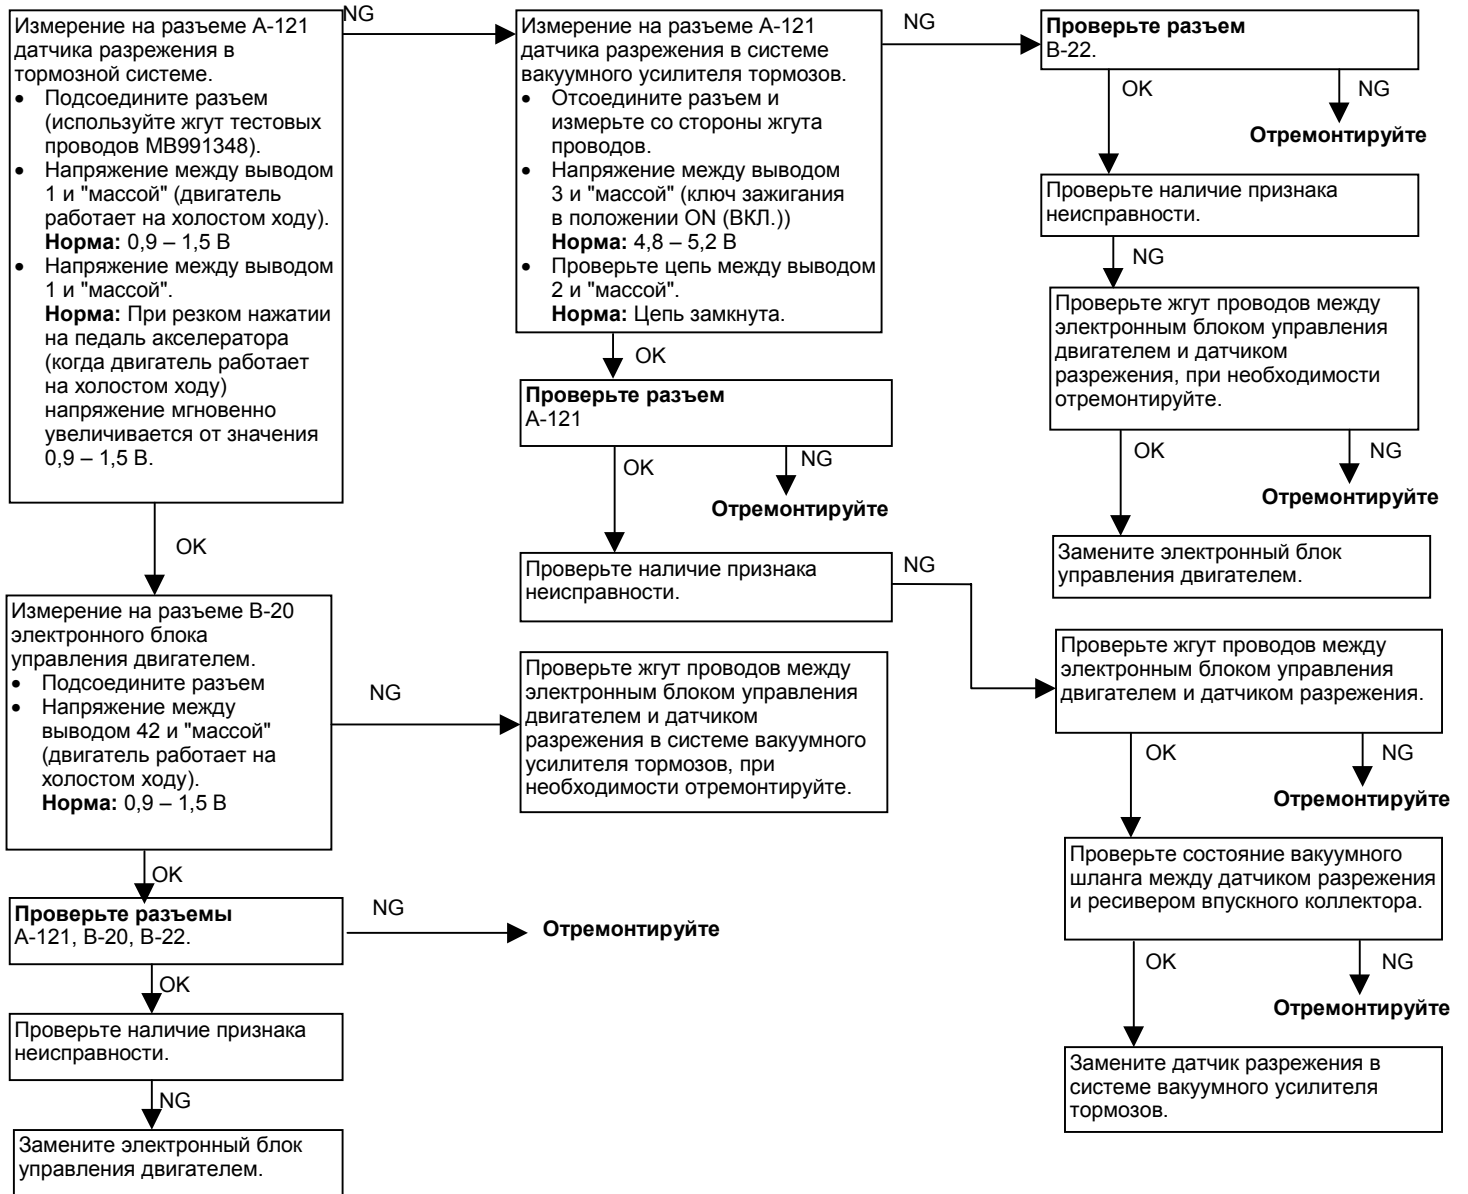 Измерение на разъеме А-121
датчика разрежения в
тормозной системе.
• Подсоедините разъем
(используйте жгут тестовых
проводов MB991348).
• Напряжение между выводом
1 и "массой" (двигатель
работает на холостом ходу).
Норма: 0,9 – 1,5 В
• Напряжение между выводом
1 и "массой".
Норма: При резком нажатии
на педаль акселератора
(когда двигатель работает
на холостом ходу)
напряжение мгновенно
увеличивается от значения
0,9 – 1,5 В.
NG
OK
Измерение на разъеме В-20
электронного блока
управления двигателем.
• Подсоедините разъем
• Напряжение между
выводом 42 и "массой"
(двигатель работает на
холостом ходу).
Норма: 0,9 – 1,5 В
NG
OK
Проверьте разъемы
А-121, В-20, В-22.
NG
Отремонтируйте
OK
Проверьте наличие признака
неисправности.
NG
Замените электронный блок
управления двигателем.
Измерение на разъеме А-121
датчика разрежения в системе
вакуумного усилителя тормозов.
• Отсоедините разъем и
измерьте со стороны жгута
проводов.
• Напряжение между выводом
3 и "массой" (ключ зажигания
в положении ON (ВКЛ.))
Норма: 4,8 – 5,2 В
• Проверьте цепь между выводом
2 и "массой".
Норма: Цепь замкнута.
NG
OK
Проверьте разъем
А-121
OK
NG
Отремонтируйте
Проверьте наличие признака
неисправности.
NG
Проверьте жгут проводов между
электронным блоком управления
двигателем и датчиком
разрежения в системе вакуумного
усилителя тормозов, при
необходимости отремонтируйте.
Проверьте разъем
В-22.
OK
NG
Отремонтируйте
Проверьте наличие признака
неисправности.
NG
Проверьте жгут проводов между
электронным блоком управления
двигателем и датчиком
разрежения, при необходимости
отремонтируйте.
OK
NG
Отремонтируйте
Замените электронный блок
управления двигателем.
Проверьте жгут проводов между
электронным блоком управления
двигателем и датчиком разрежения.
OK
NG
Отремонтируйте
Проверьте состояние вакуумного
шланга между датчиком разрежения
и ресивером впускного коллектора.
OK
NG
Отремонтируйте
Замените датчик разрежения в
системе вакуумного усилителя
тормозов.